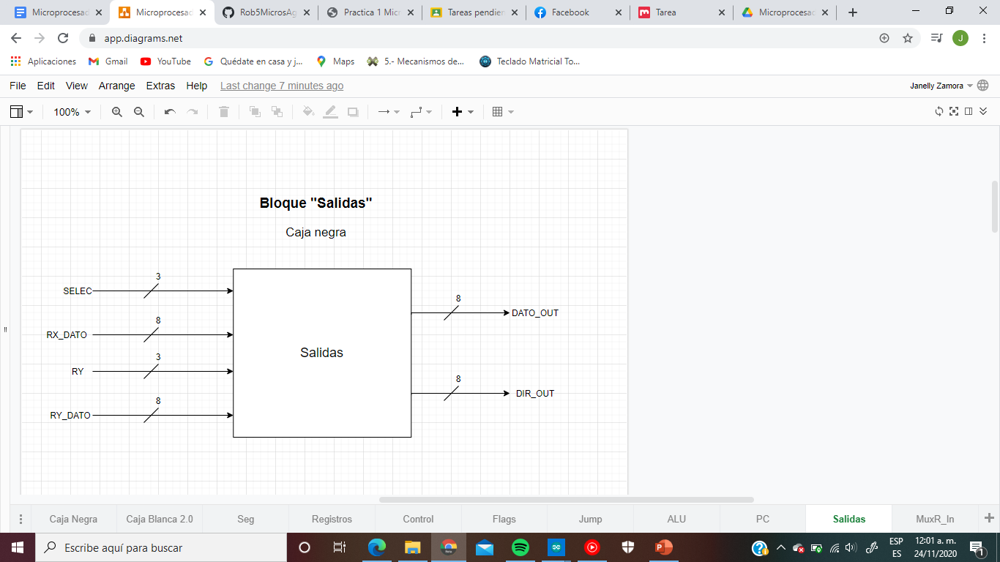 Microprocesad
Microprocesad
Rob5MicrosAg
Practica 1 Micr
Tareas pendien
Facebook
Tarea
Microprocesad
app.diagrams.net
J
Aplicaciones
Gmail
YouTube
Quédate en casa y j...
Maps
5.- Mecanismos de...
Teclado Matricial To...
File Edit View Arrange Extras Help Last change 7 minutes ago
Janelly Zamora
100%
Bloque "Salidas"
Caja negra
3
SELEC
8
RX_DATO
3
RY
8
RY_DATO
Salidas
8
DATO_OUT
8
DIR_OUT
Caja Negra
Caja Blanca 2.0
Seg
Registros
Control
Flags
Jump
ALU
PC
Salidas
MuxR_In
Escribe aquí para buscar
ESP
ES
12:01 a. m.
24/11/2020
1